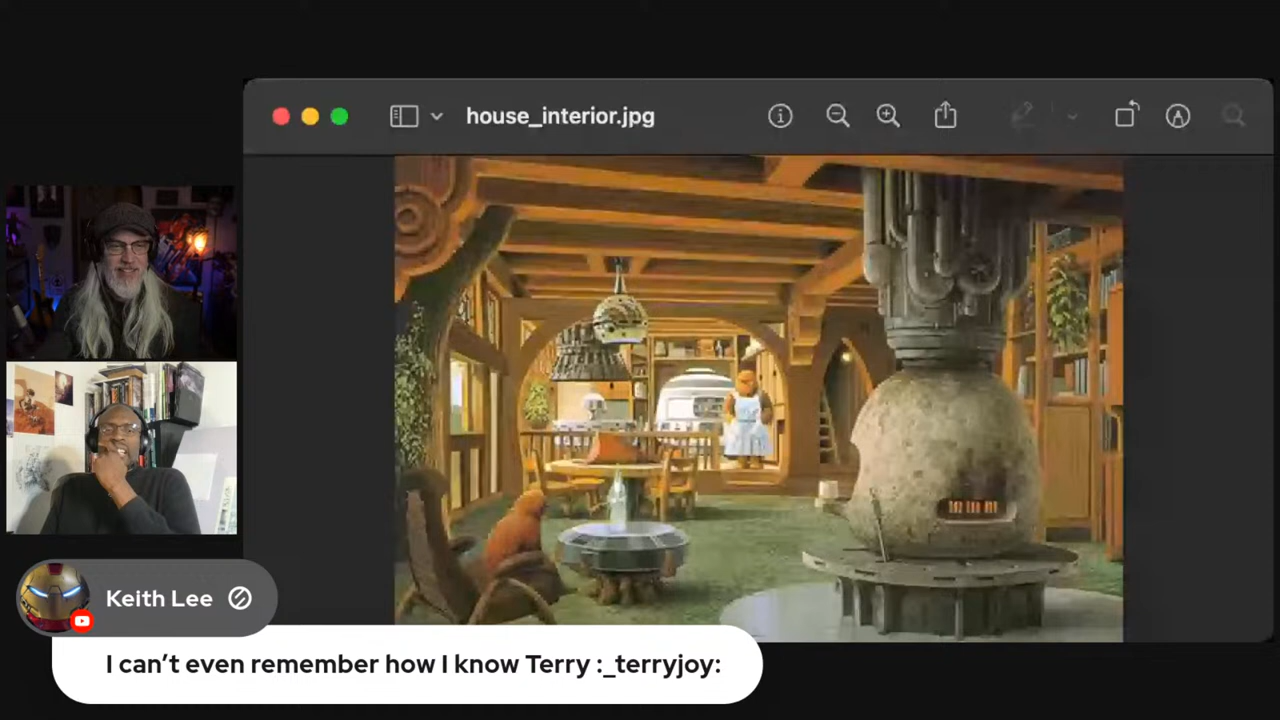 house_interior.jpg
Keith Lee
I can’t even remember how I know Terry :_terryjoy: